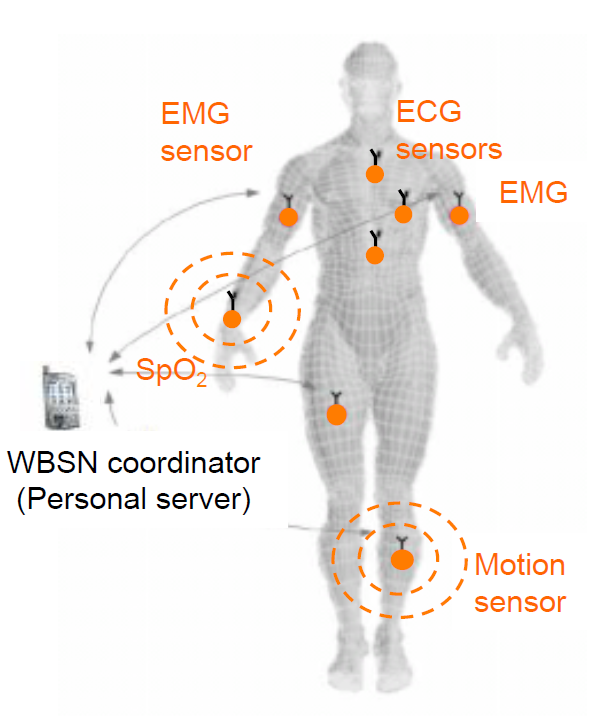 EMG
sensor
ECG
sensors
EMG
SpO₂
WBSN coordinator
(Personal server)
Motion
sensor